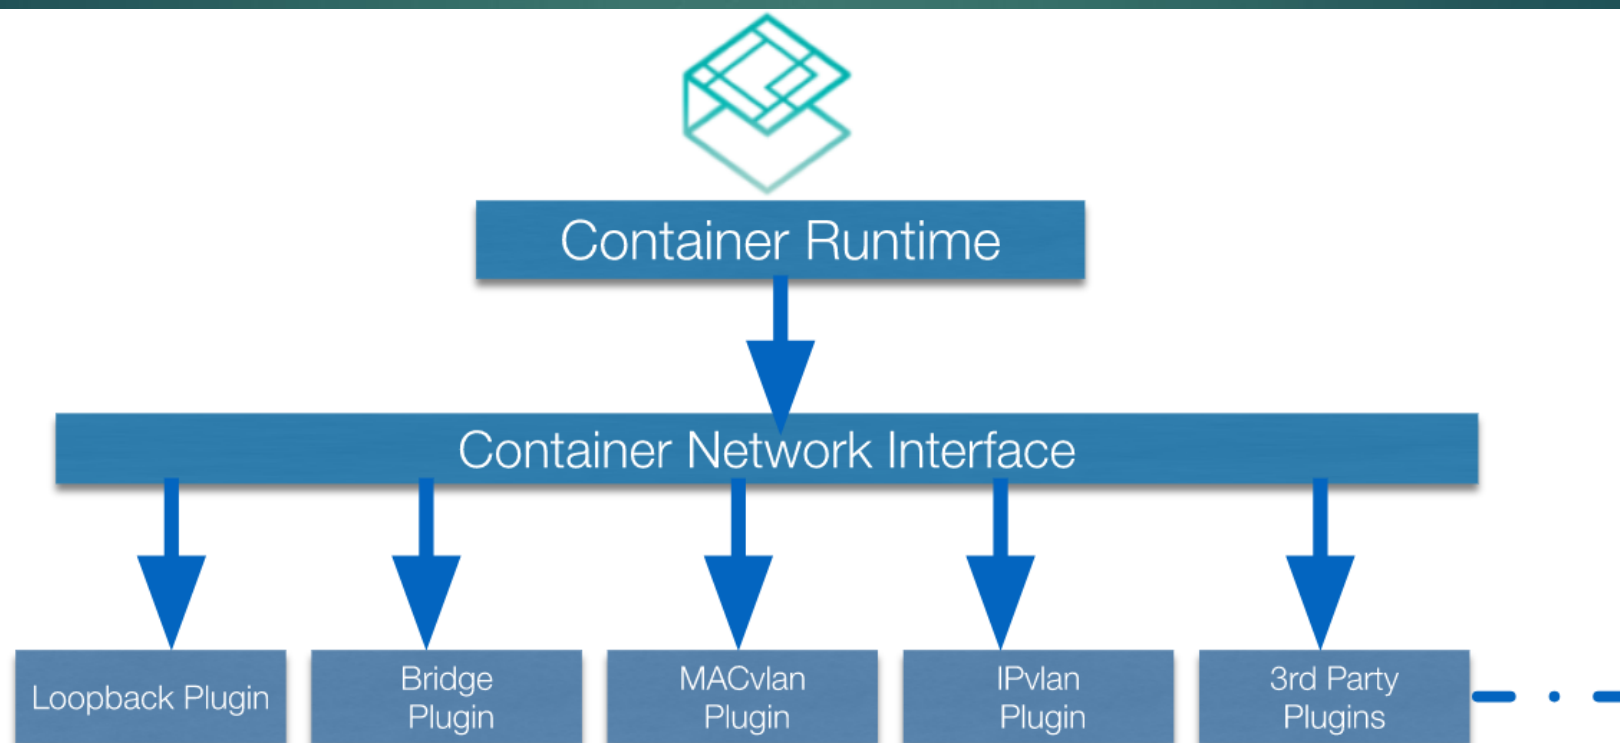 Container Runtime
Container Network Interface
Loopback Plugin
Bridge
Plugin
MACvlan
Plugin
IPvlan
Plugin
3rd Party
Plugins